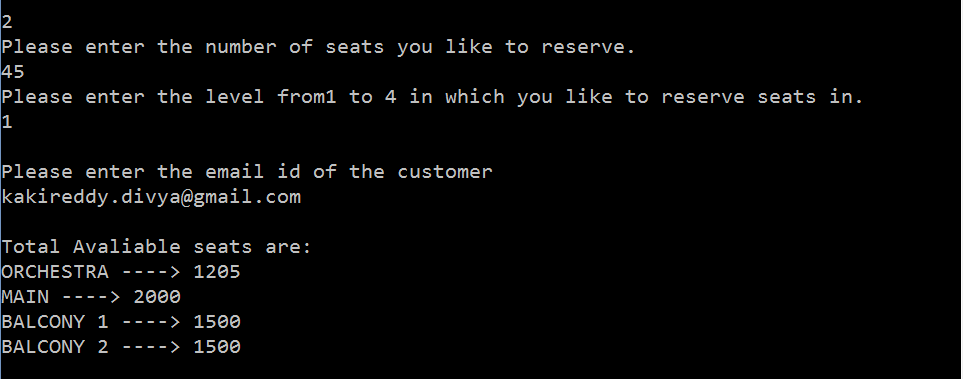 2
Please enter the number of seats you like to reserve.
45
Please enter the level from1 to 4 in which you like to reserve seats in.
1
Please enter the email id of the customer
kakireddy.divya@gmail.com
Total Avaliable seats are:
ORCHESTRA ----> 1205
MAIN ----> 2000
BALCONY 1 ----> 1500
BALCONY 2 ----> 1500